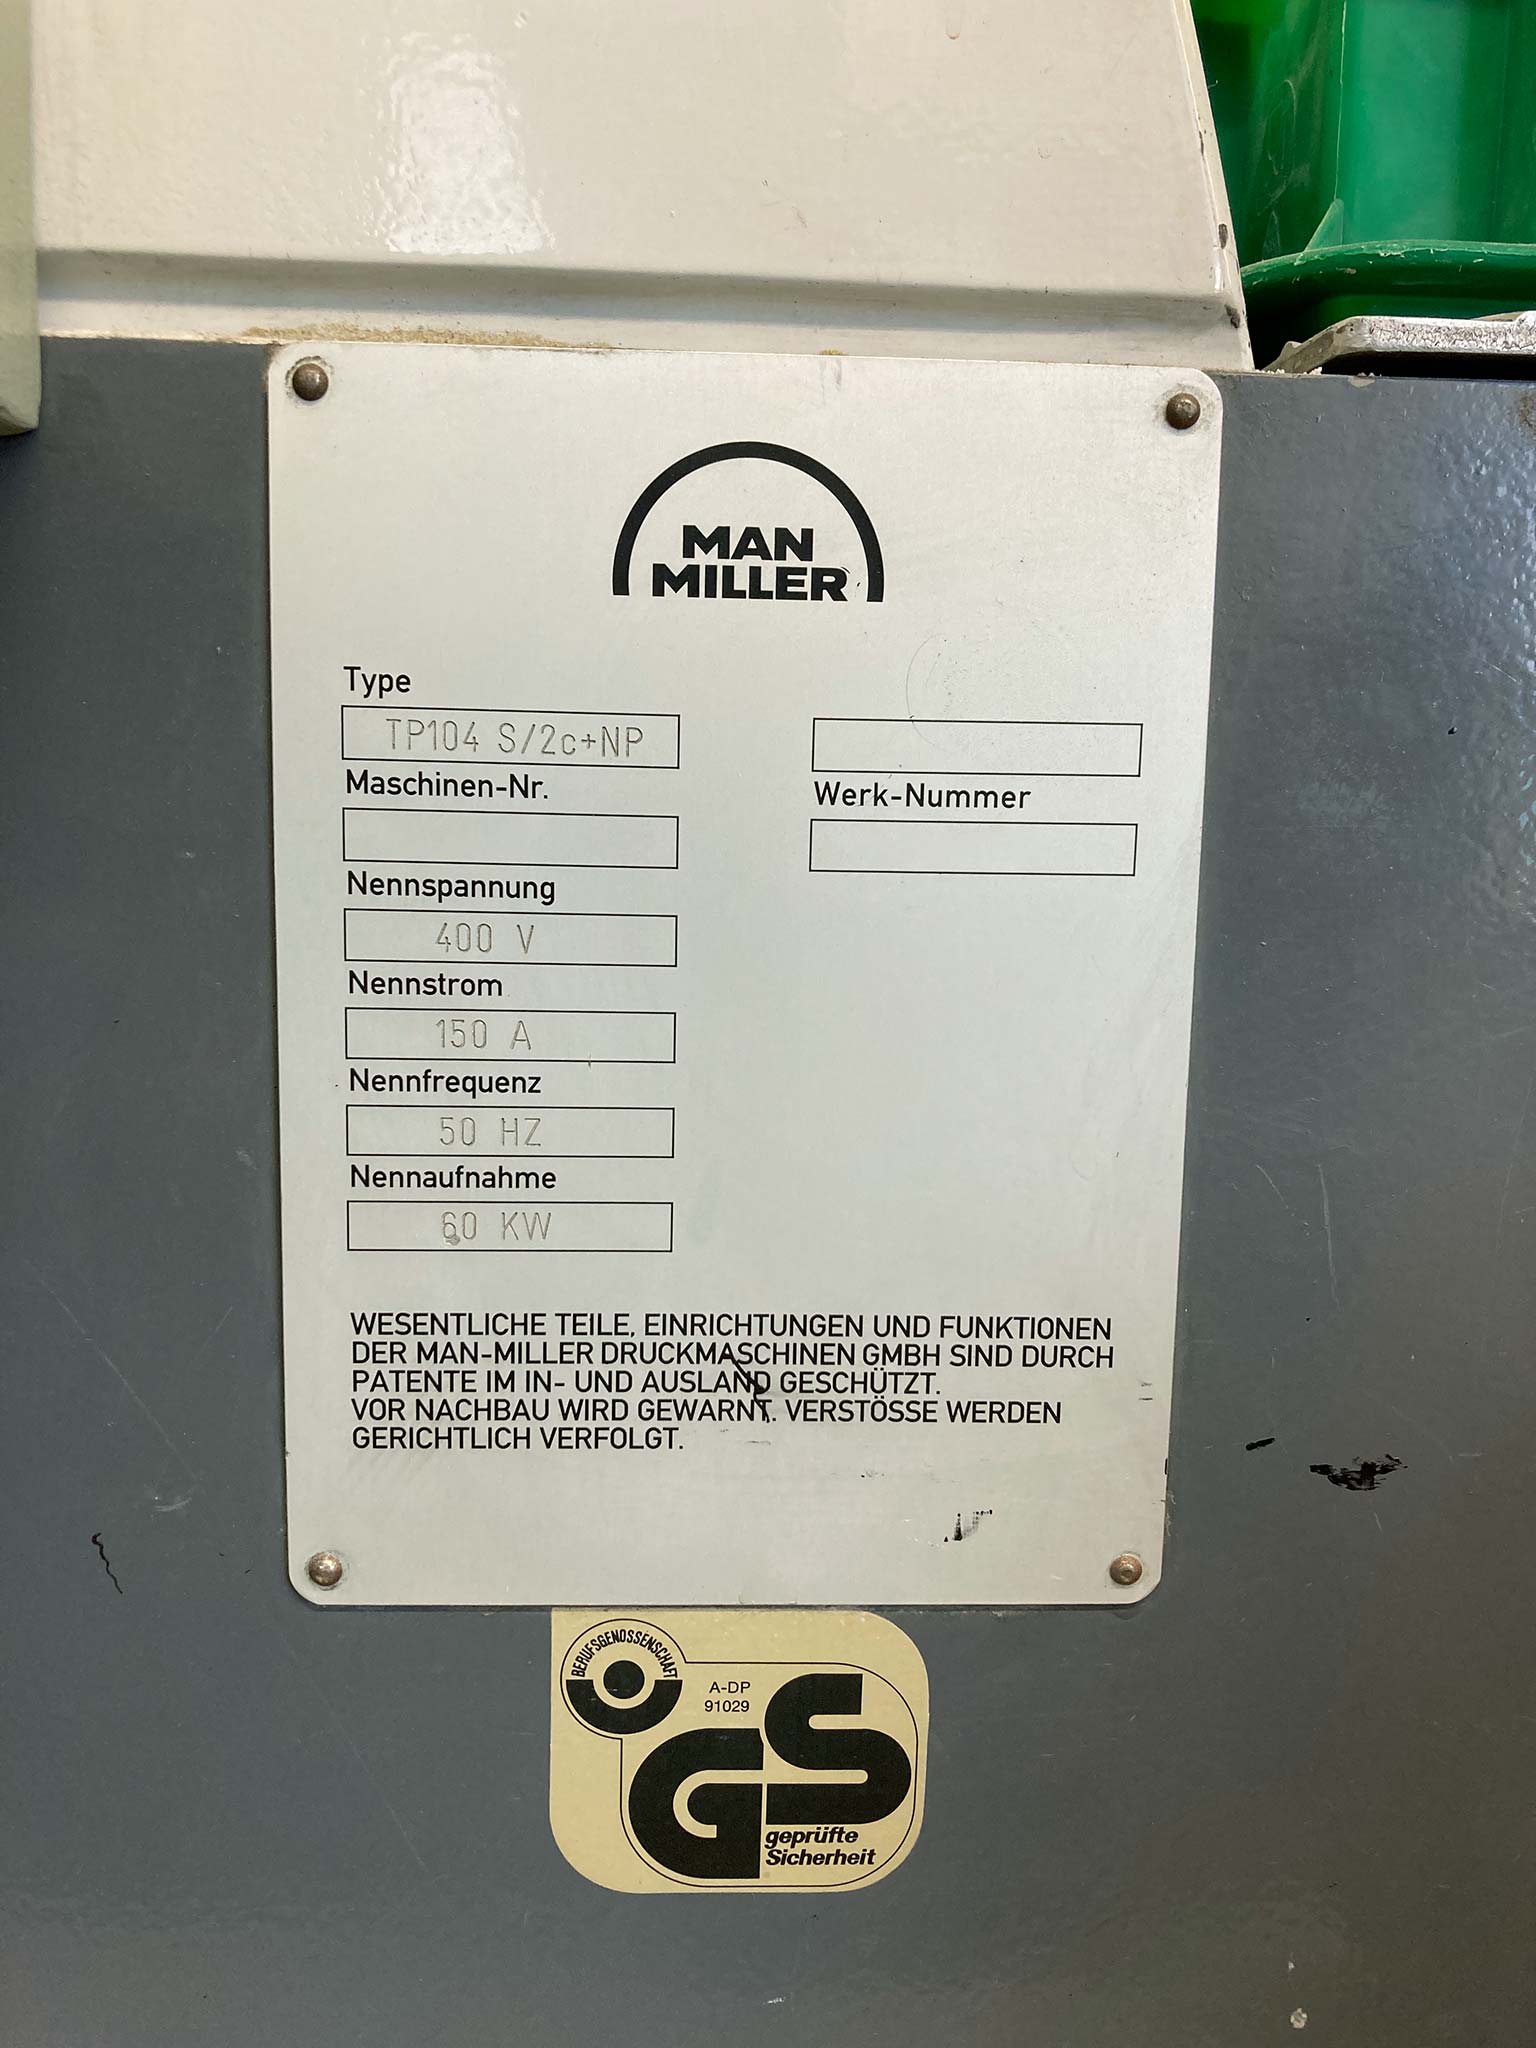 MAN
MILLER
Type
TP104 S/2c+NP
Maschinen-Nr.
Werk-Nummer
Nennspannung
400 V
Nennstrom
150 A
Nennfrequenz
50 HZ
Nennaufnahme
60 KW
WESENTLICHE TEILE, EINRICHTUNGEN UND FUNKTIONEN
DER MAN-MILLER DRUCKMASCHINEN GMBH SIND DURCH
PATENTE IM IN- UND AUSLAND GESCHÜTZT.
VOR NACHBAU WIRD GEWARNT. VERSTÖSSE WERDEN
GERICHTLICH VERFOLGT.
BERUFSGENOSSENSCHAFT
A-DP
91029
GS
geprüfte
Sicherheit